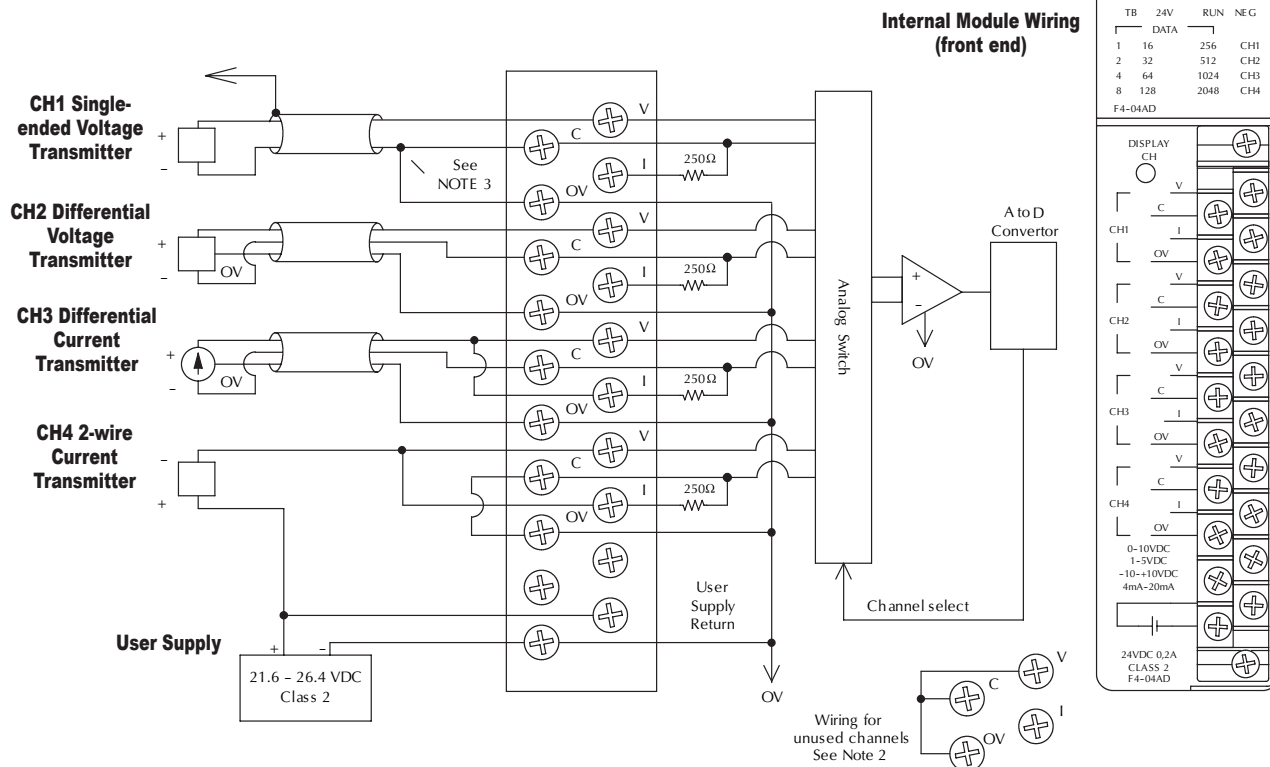 Internal Module Wiring
(front end)
CH1 Single-
ended Voltage
Transmitter
+
–
See
NOTE 3
C
V
I
OV
250Ω
CH2 Differential
Voltage
Transmitter
+
–
OV
V
C
I
OV
250Ω
CH3 Differential
Current
Transmitter
+
–
OV
V
C
I
OV
250Ω
CH4 2-wire
Current
Transmitter
–
+
V
C
I
OV
250Ω
User Supply
+ –
21.6 – 26.4 VDC
Class 2
User
Supply
Return
OV
Analog Switch
+
–
OV
A to D
Convertor
Channel select
Wiring for
unused channels
See Note 2
V
C
I
OV
TB 24V RUN NEG
DATA
1 16 256 CH1
2 32 512 CH2
4 64 1024 CH3
8 128 2048 CH4
F4-04AD
DISPLAY
CH
V
C
CH1
I
OV
V
C
CH2
I
OV
V
C
CH3
I
OV
V
C
CH4
I
OV
0-10VDC
1-5VDC
-10-+10VDC
4mA-20mA
24VDC 0,2A
CLASS 2
F4-04AD